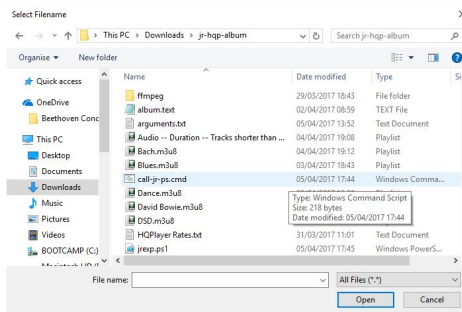 Select Filename
This PC > Downloads > jr-hqp-album
Search jr-hqp-album
Organise
New folder
Name
Date modified
Type
Quick access
OneDrive
Beethoven Conc
This PC
Desktop
Documents
Downloads
Music
Pictures
Videos
BOOTCAMP (C:)
ffmpeg 29/03/2017 18:43 File folder
album.text 02/04/2017 08:59 TEXT File
arguments.txt 05/04/2017 13:52 Text Document
Audio -- Duration -- Tracks shorter than ... 04/04/2017 19:08 Playlist
Bach.m3u8 04/04/2017 19:12 Playlist
Blues.m3u8 03/04/2017 18:43 Playlist
call-jr-ps.cmd 05/04/2017 17:44 Windows Comma...
Dance.m3u8
David Bowie.m3u8
DSD.m3u8
Type: Windows Command Script
Size: 218 bytes
Date modified: 05/04/2017 17:44
HQPlayer Rates.txt 31/03/2017 11:01 Text Document
jrexp.ps1 05/04/2017 17:45 Windows PowerS...
File name:
All Files (*.*)
Open
Cancel